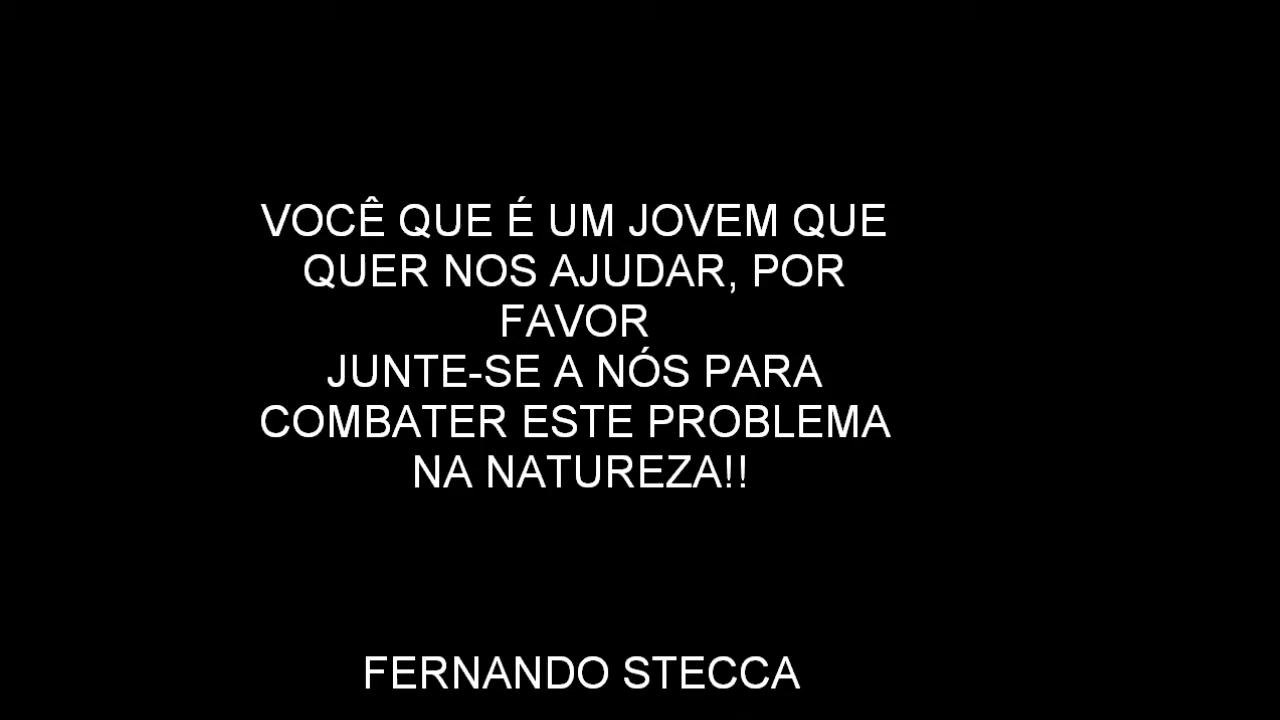 VOCÊ QUE É UM JOVEM QUE
QUER NOS AJUDAR, POR
FAVOR
JUNTE-SE A NÓS PARA
COMBATER ESTE PROBLEMA
NA NATUREZA!!
FERNANDO STECCA